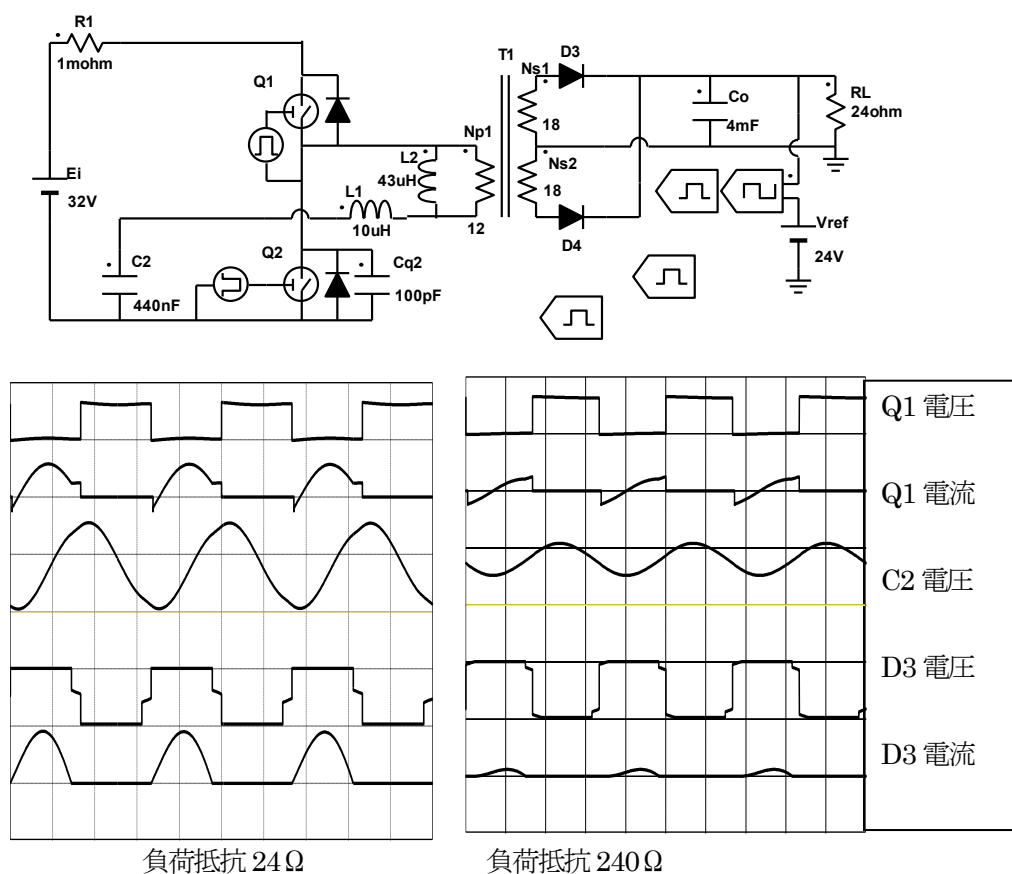 R1
1mohm
Q1
Ei
32V
C2
440nF
L1
10uH
L2
43uH
Np1
12
Q2
Cq2
100pF
T1
Ns1
18
Ns2
18
D3
D4
Co
4mF
RL
24ohm
Vref
24V
Q1 電圧
Q1 電流
C2 電圧
D3 電圧
D3 電流
負荷抵抗 24Ω
負荷抵抗 240Ω